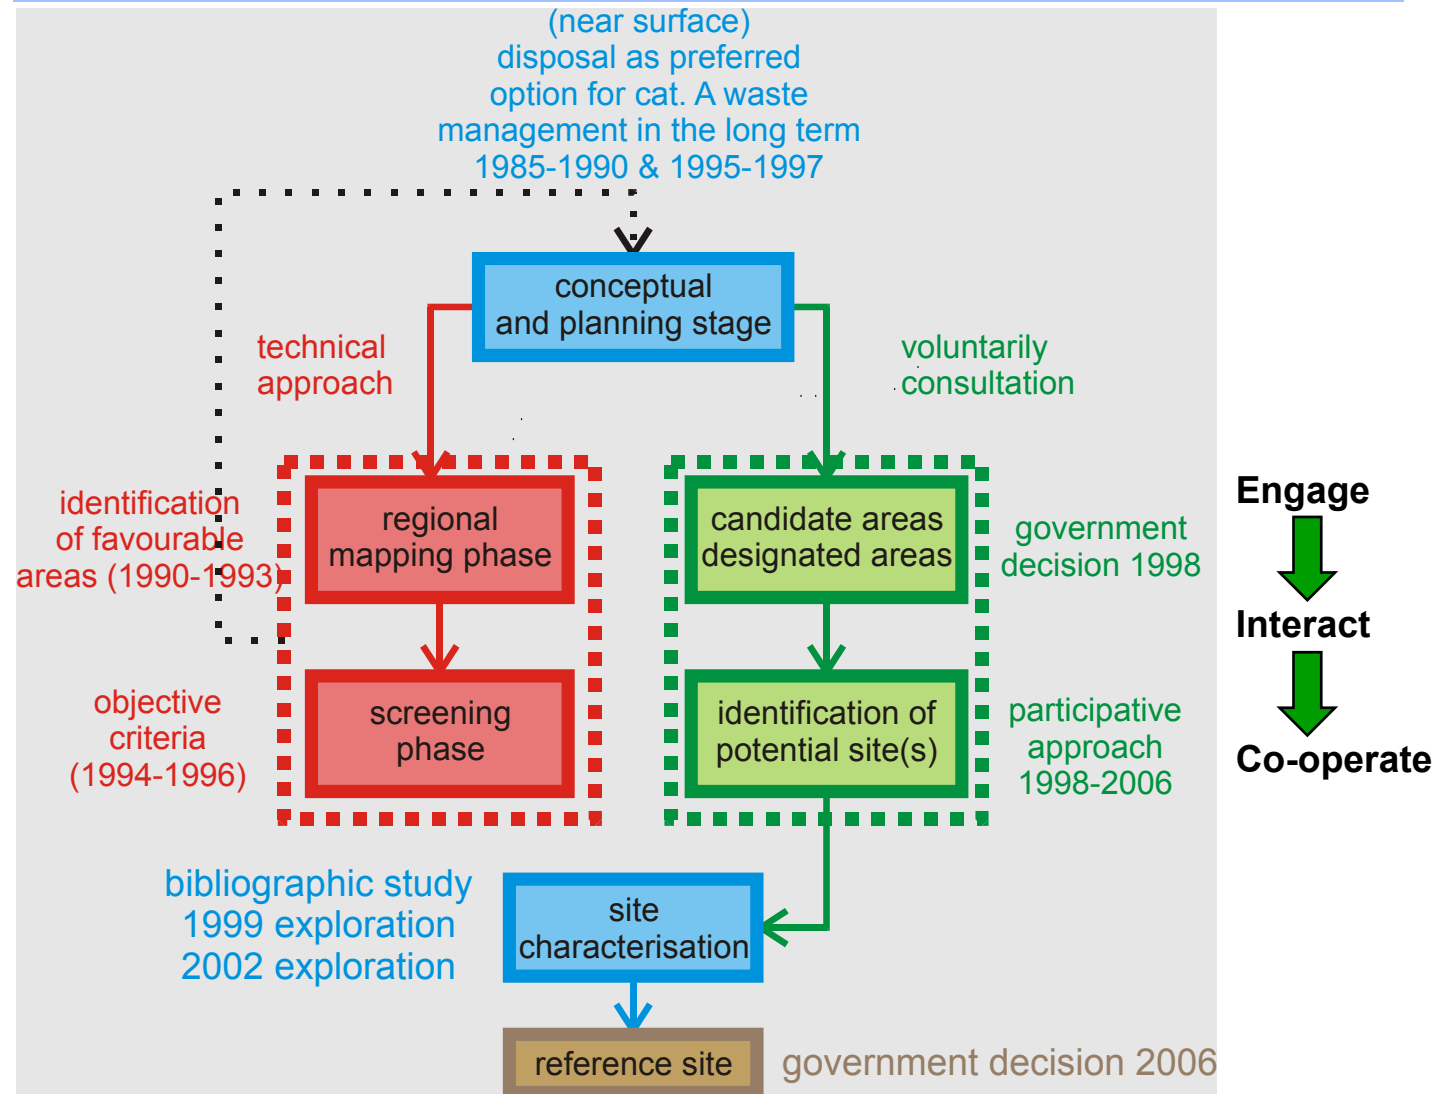 (near surface)
disposal as preferred
option for cat. A waste
management in the long term
1985-1990 & 1995-1997
conceptual
and planning stage
technical
approach
voluntarily
consultation
identification
of favourable
areas (1990-1993)
regional
mapping phase
candidate areas
designated areas
government
decision 1998
objective
criteria
(1994-1996)
screening
phase
identification of
potential site(s)
participative
approach
1998-2006
Engage
Interact
Co-operate
bibliographic study
1999 exploration
2002 exploration
site
characterisation
reference site
government decision 2006